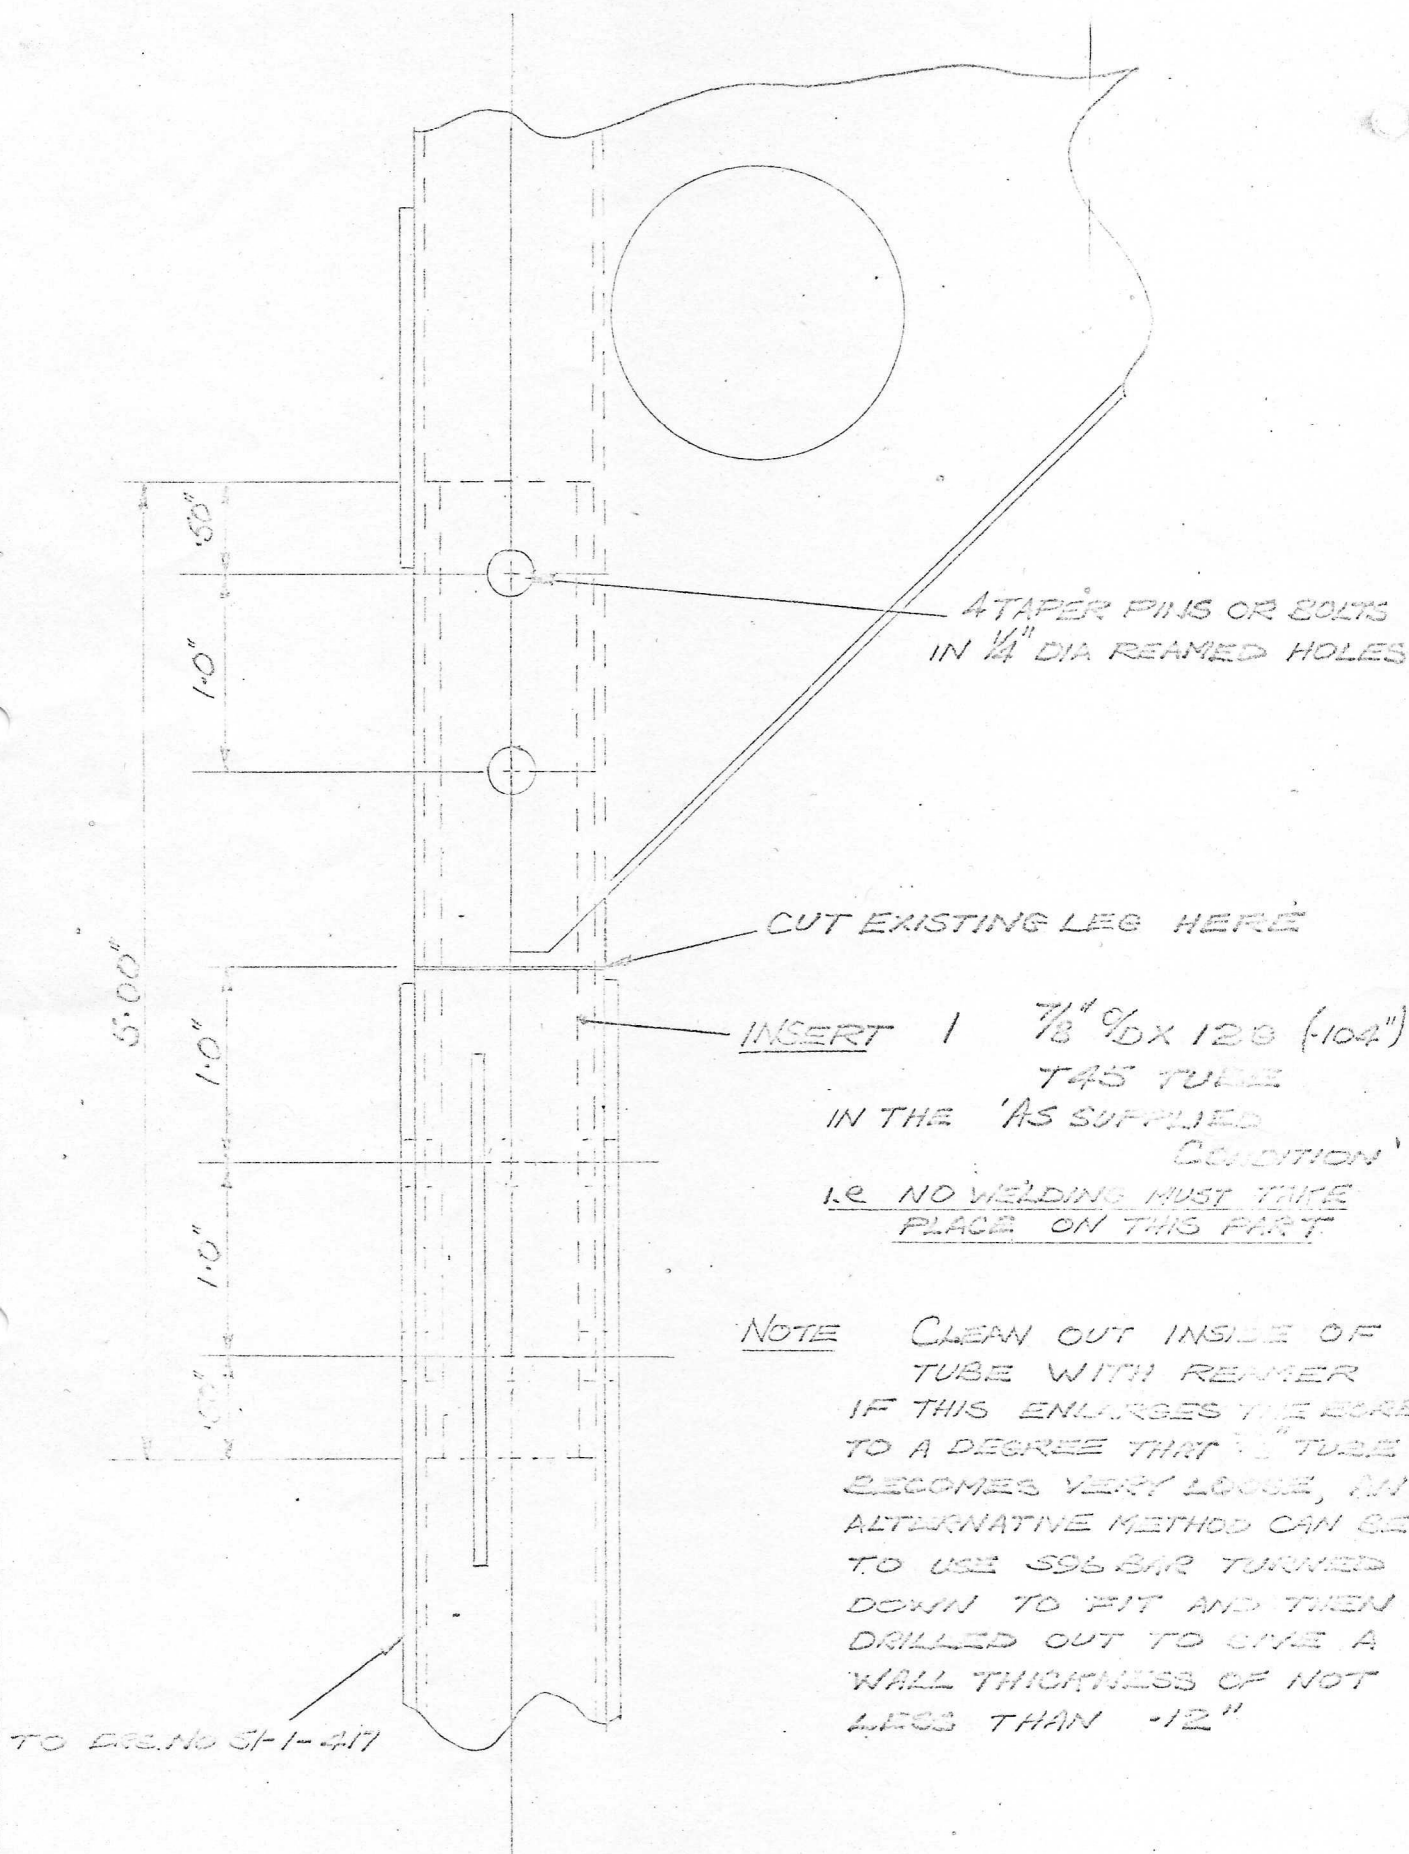 .50"
1.0"
4 TAPER PINS OR BOLTS
IN 1/4" DIA REAMED HOLES
5.00"
CUT EXISTING LEG HERE
1.0"
INSERT 1 7/8" O/D X 12G (.104")
T45 TUBE
IN THE 'AS SUPPLIED
CONDITION'
I.e NO WELDING MUST TAKE
PLACE ON THIS PART
1.0"
NOTE CLEAN OUT INSIDE OF
TUBE WITH REAMER
IF THIS ENLARGES THE BORE
TO A DEGREE THAT TUBE
BECOMES VERY LOOSE, AN
ALTERNATIVE METHOD CAN BE
TO USE S96 BAR TURNED
DOWN TO FIT AND THEN
DRILLED OUT TO GIVE A
WALL THICKNESS OF NOT
LESS THAN .12"
TO DRG.NO S1-1-417